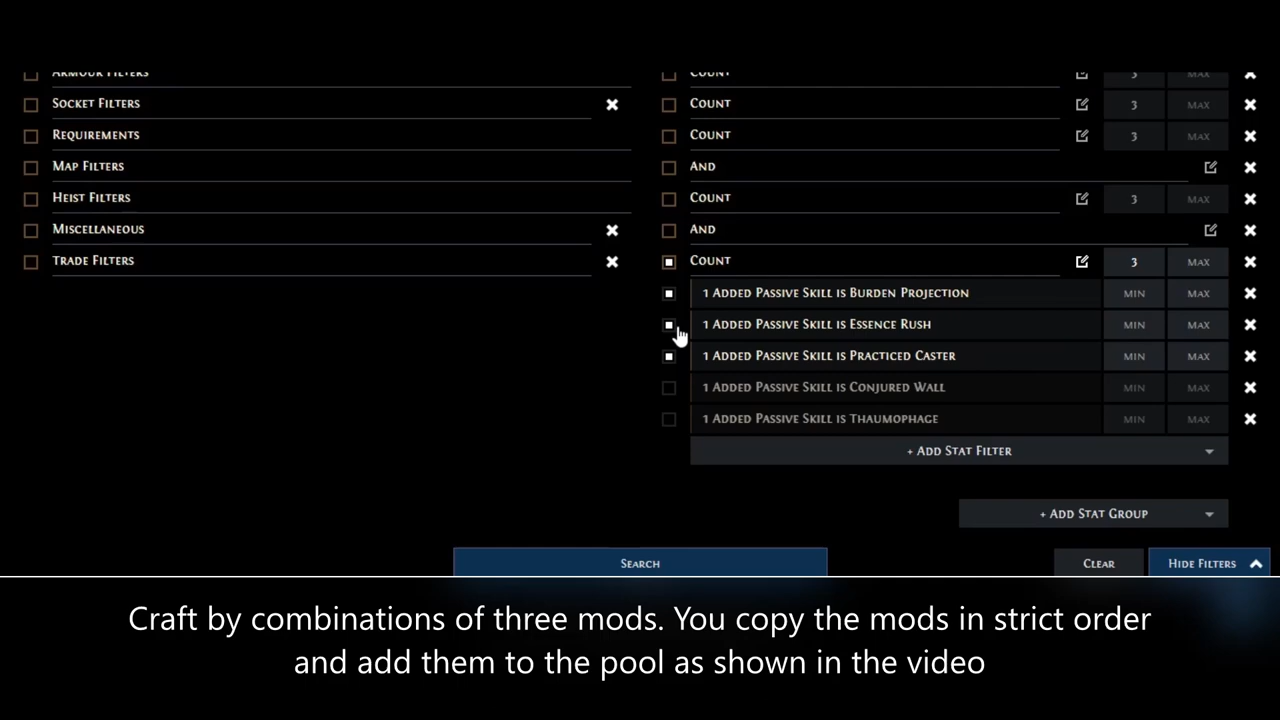 Armour Filters
Socket Filters
Requirements
Map Filters
Heist Filters
Miscellaneous
Trade Filters
Count 3 MAX
Count 3 MAX
Count 3 MAX
And
Count 3 MAX
And
Count 3 MAX
1 Added Passive Skill is Burden Projection MIN MAX
1 Added Passive Skill is Essence Rush MIN MAX
1 Added Passive Skill is Practiced Caster MIN MAX
1 Added Passive Skill is Conjured Wall MIN MAX
1 Added Passive Skill is Thaumophage MIN MAX
+ Add Stat Filter
+ Add Stat Group
Search
Clear
Hide Filters
Craft by combinations of three mods. You copy the mods in strict order
and add them to the pool as shown in the video